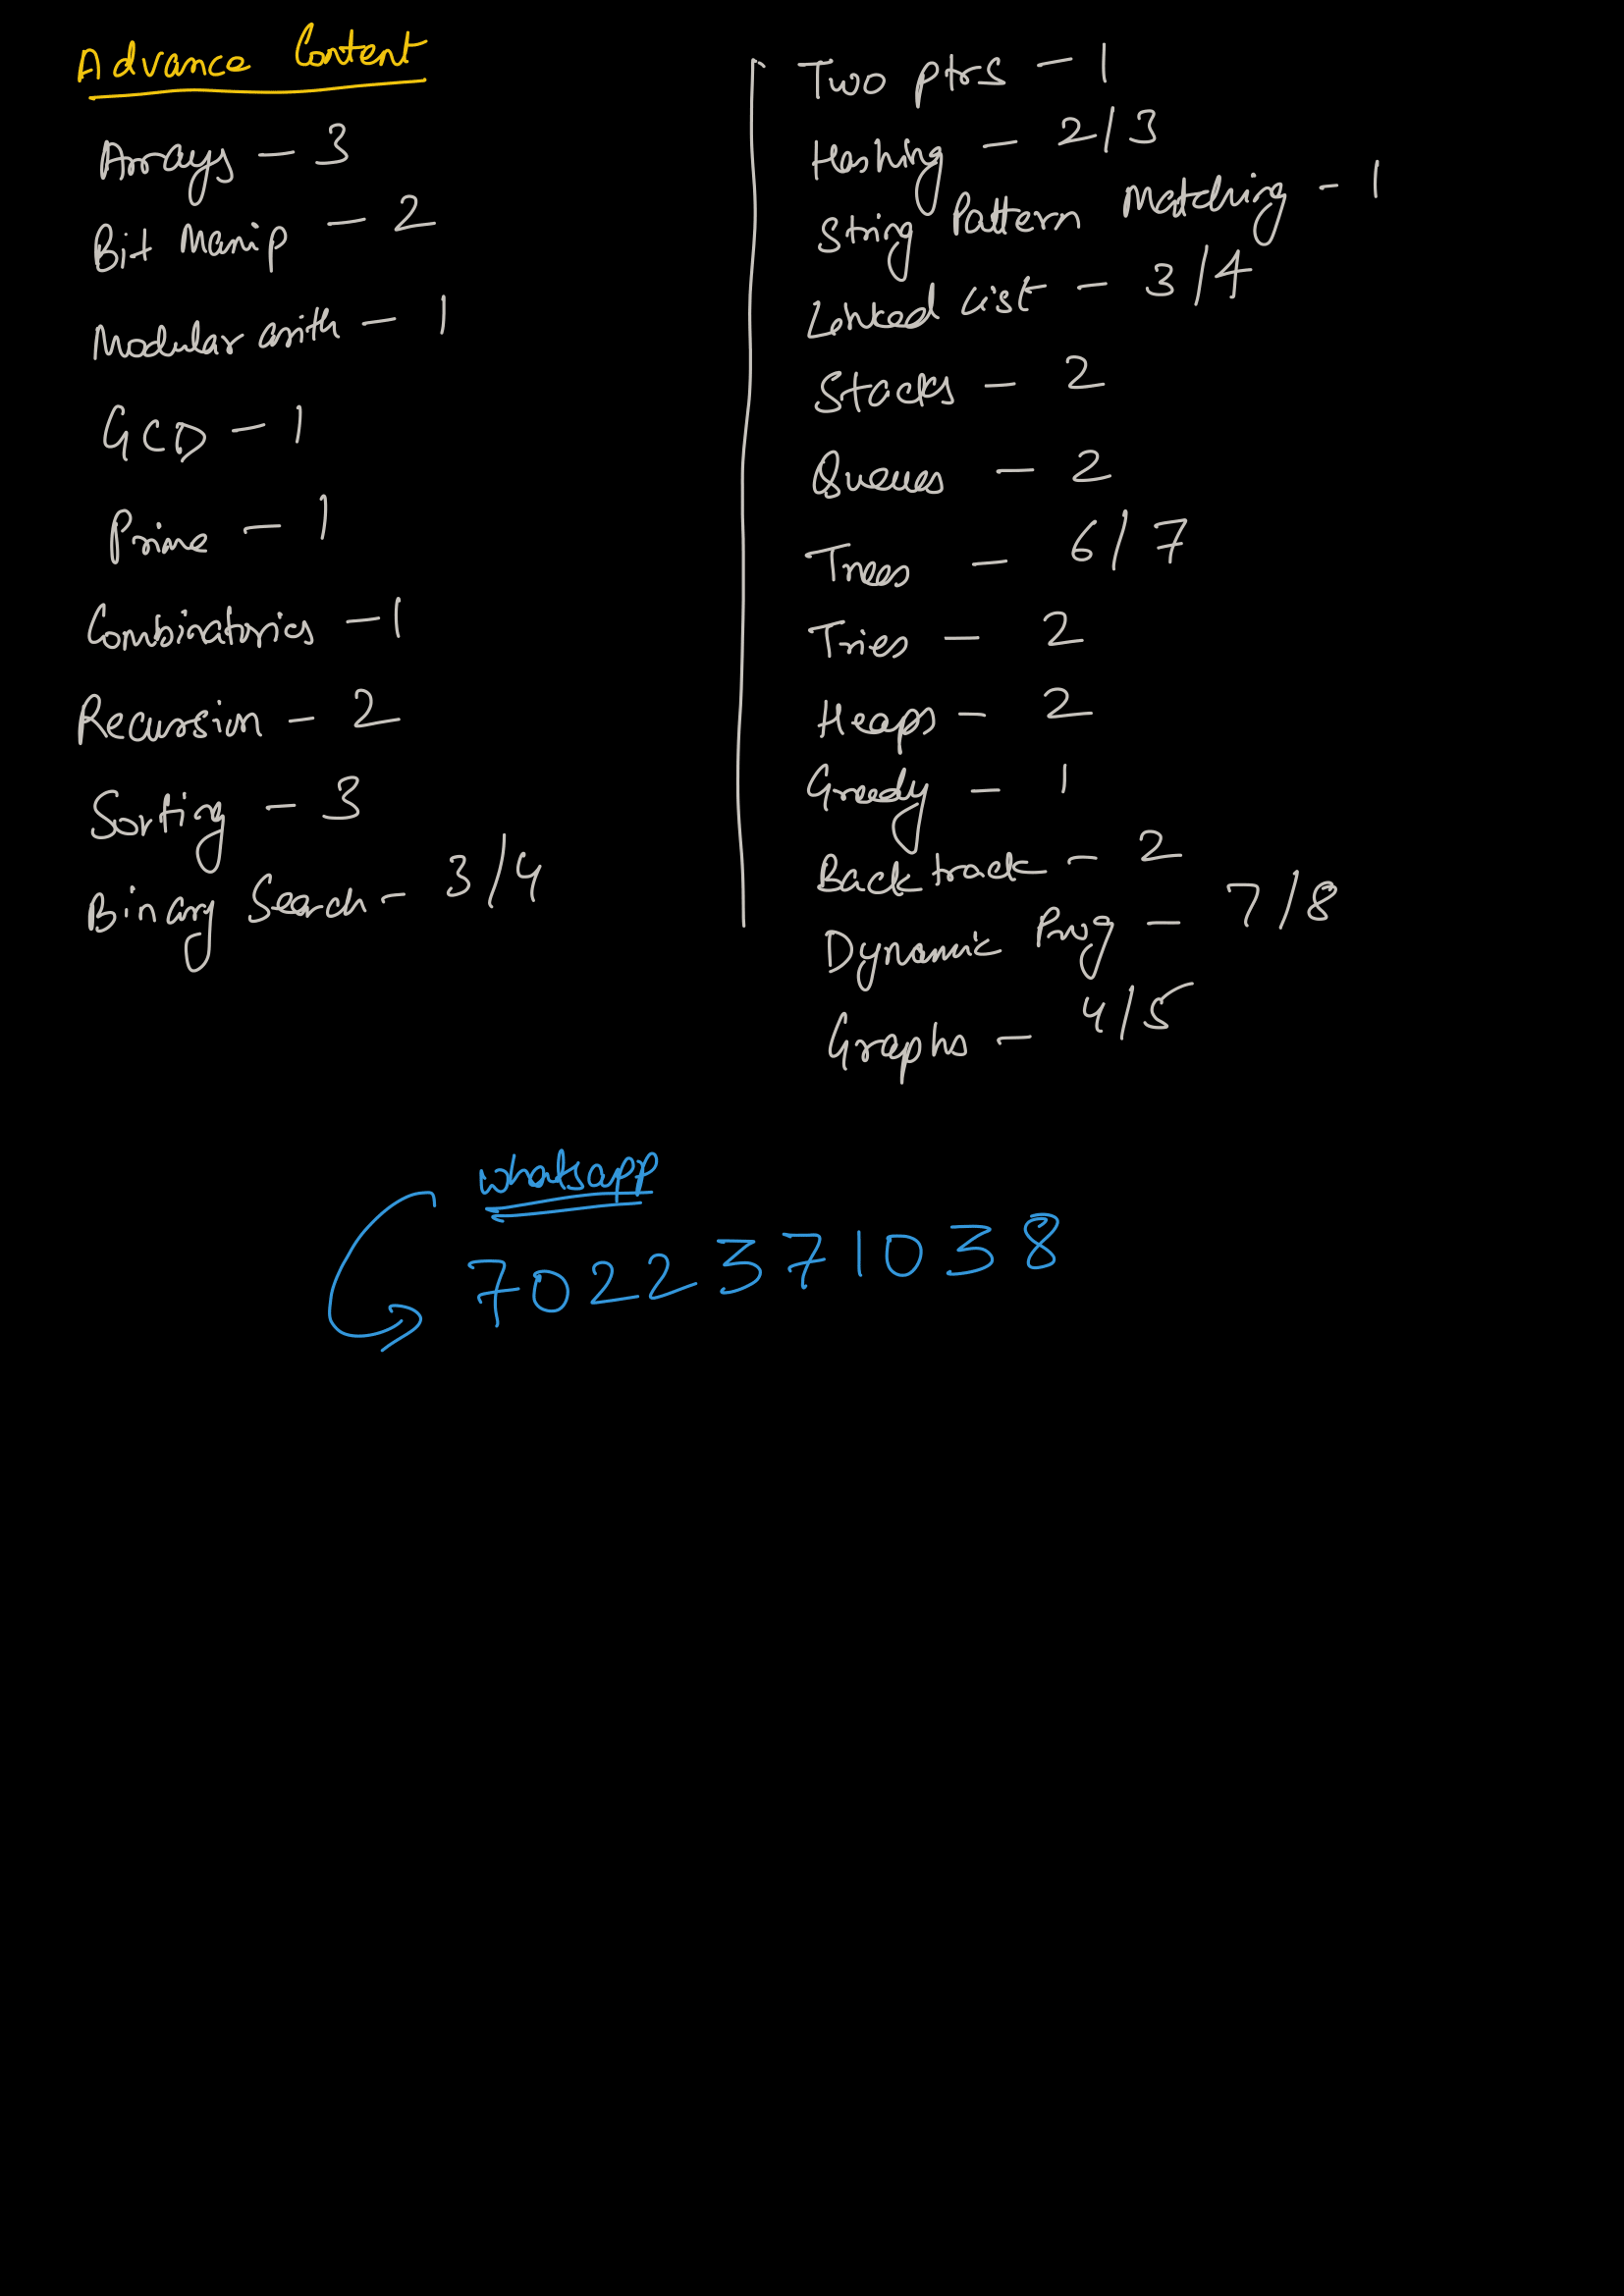 Advance Content
Arrays - 3
Bit Manip - 2
Modular arith - 1
GCD - 1
Prime - 1
Combinatorics - 1
Recursion - 2
Sorting - 3
Binary Search - 3/4
Two ptrs - 1
Hashing - 2/3
String Pattern Matching - 1
Linked List - 3/4
Stacks - 2
Queues - 2
Trees - 6/7
Tries - 2
Heaps - 2
Greedy - 1
Back track - 2
Dynamic Prog - 7/8
Graphs - 4/5
whatsapp
7022371038